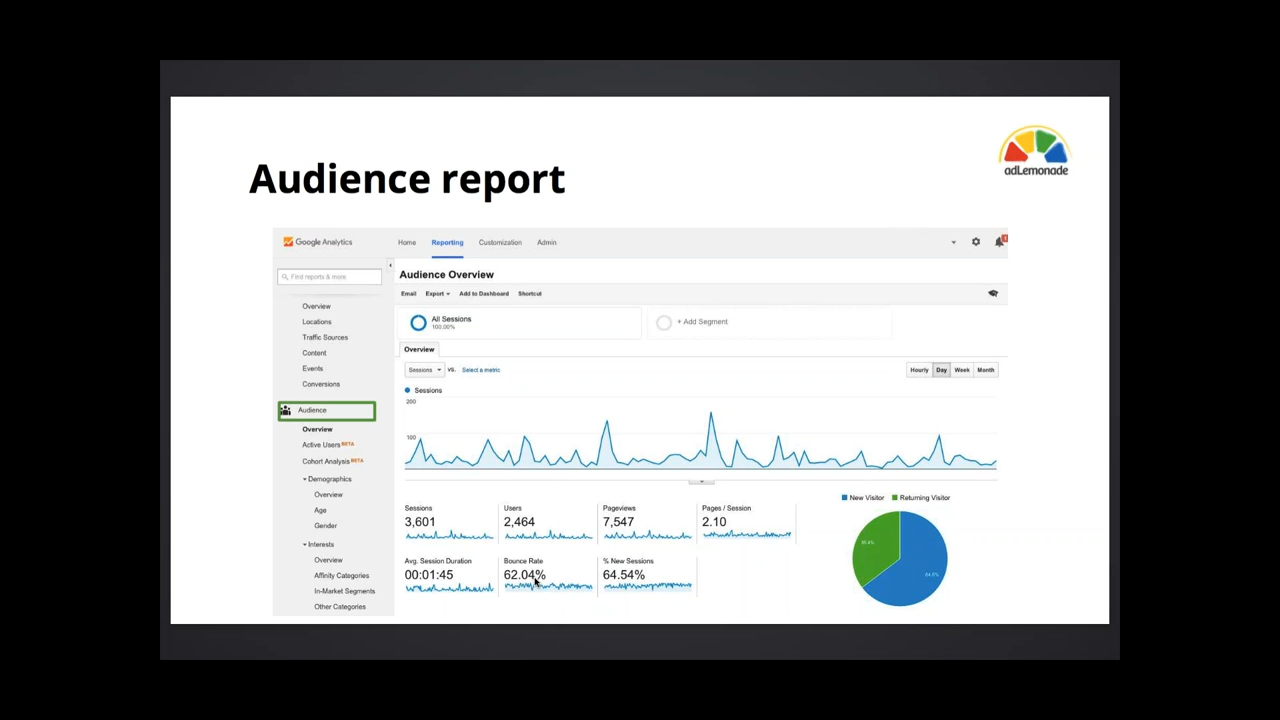 Audience report
adLemonade
Google Analytics
Home Reporting Customization Admin
Find reports & more
Overview
Locations
Traffic Sources
Content
Events
Conversions
Audience
Overview
Active Users BETA
Cohort Analysis BETA
Demographics
Overview
Age
Gender
Interests
Overview
Affinity Categories
In-Market Segments
Other Categories
Audience Overview
Email Export Add to Dashboard Shortcut
All Sessions
100.00%
+ Add Segment
Overview
Sessions VS. Select a metric
Hourly Day Week Month
Sessions
200
100
New Visitor Returning Visitor
Sessions
3,601
Users
2,464
Pageviews
7,547
Pages / Session
2.10
Avg. Session Duration
00:01:45
Bounce Rate
62.04%
% New Sessions
64.54%